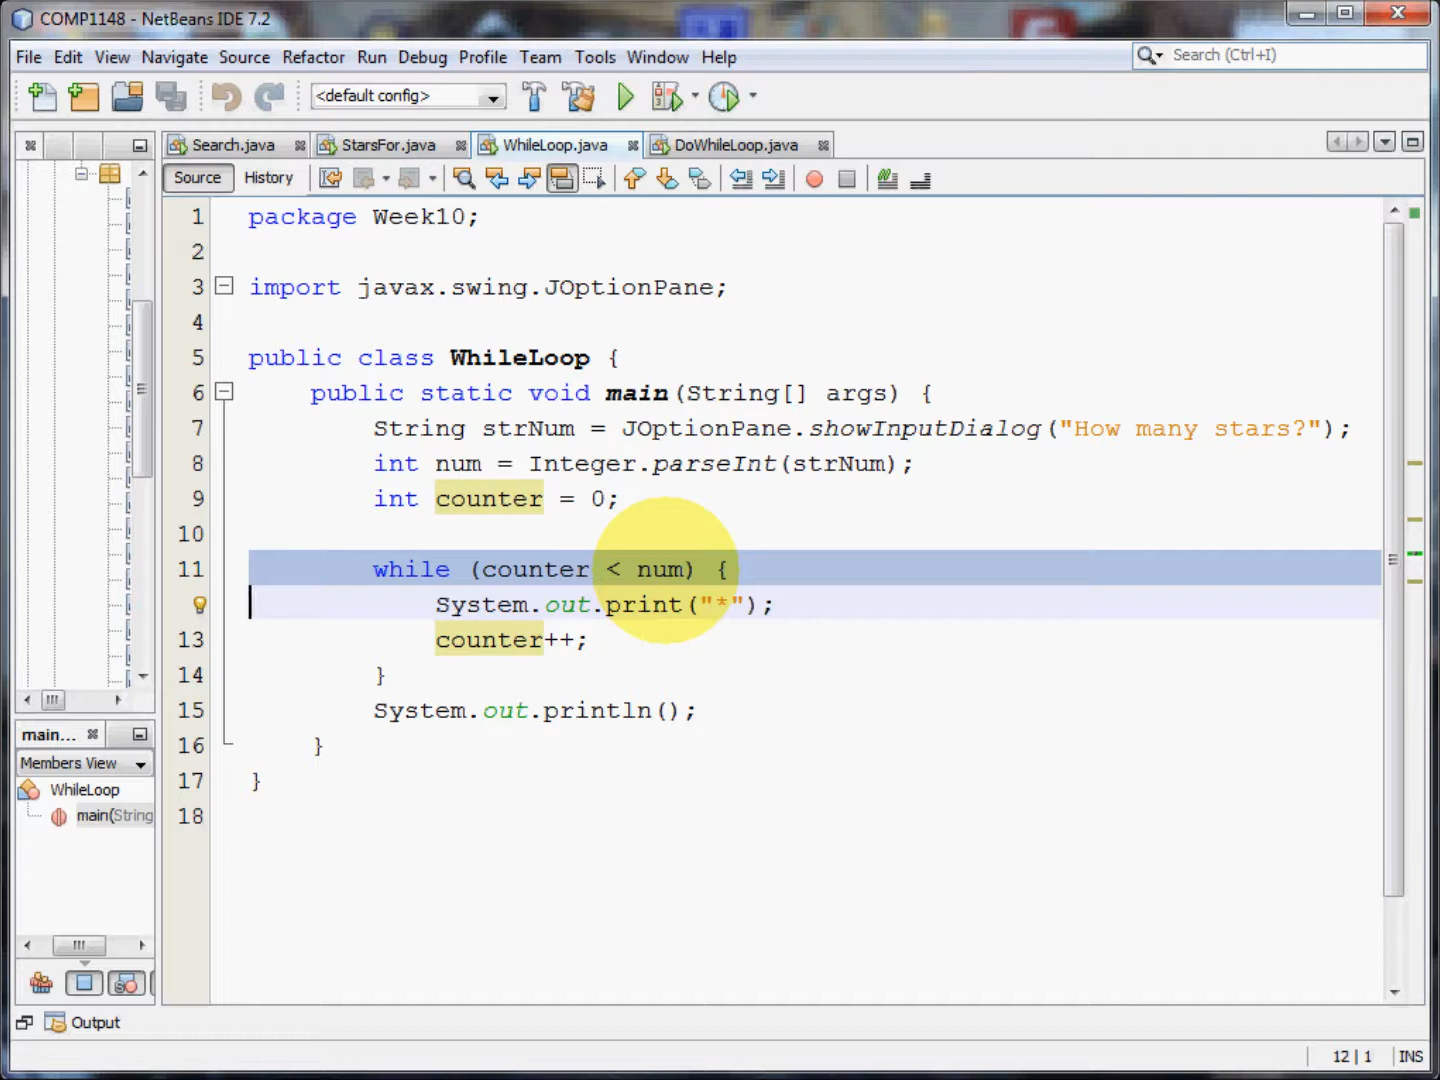 COMP1148 - NetBeans IDE 7.2
File Edit View Navigate Source Refactor Run Debug Profile Team Tools Window Help
Search (Ctrl+I)
<default config>
Search.java StarsFor.java WhileLoop.java DoWhileLoop.java
Source History
1 package Week10;
2
3 import javax.swing.JOptionPane;
4
5 public class WhileLoop {
6 public static void main(String[] args) {
7 String strNum = JOptionPane.showInputDialog("How many stars?");
8 int num = Integer.parseInt(strNum);
9 int counter = 0;
10
11 while (counter < num) {
System.out.print("*");
13 counter++;
14 }
15 System.out.println();
16 }
17 }
18
main...
Members View
WhileLoop
main(String
Output
12 | 1 INS